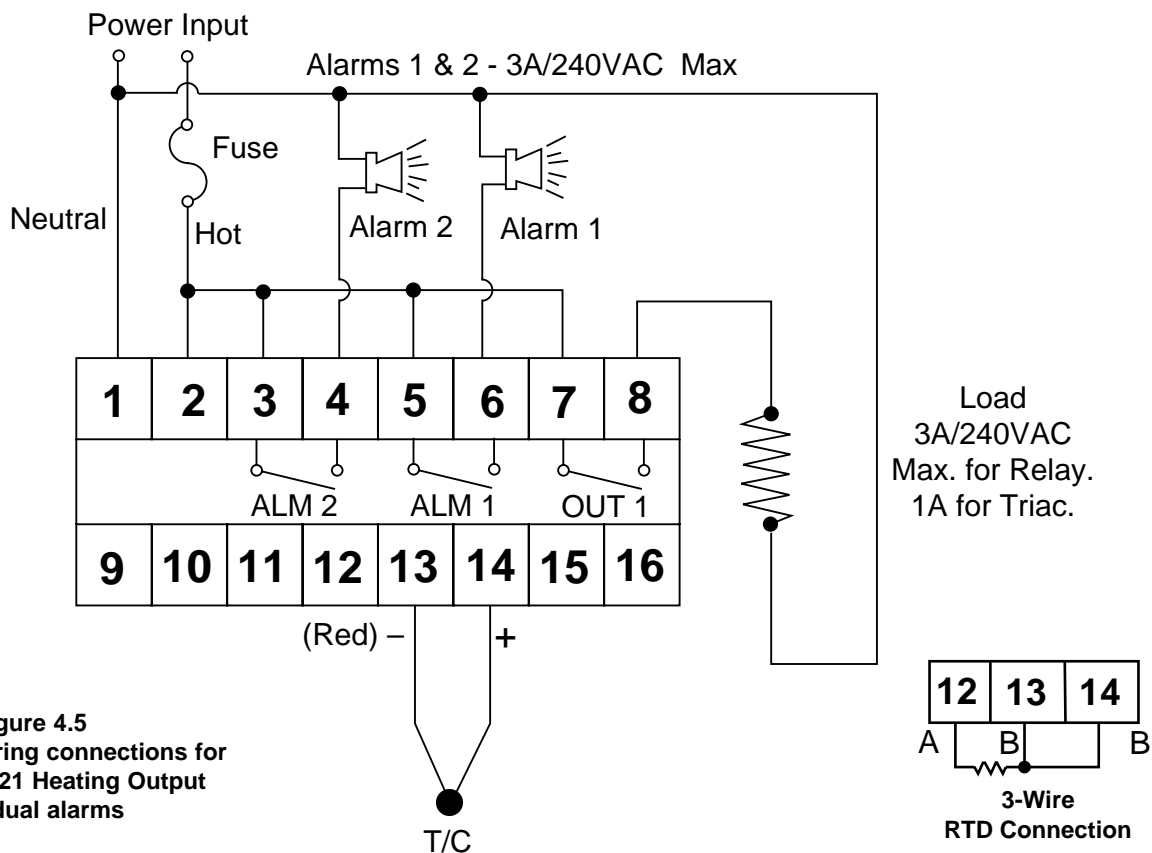 Power Input
Alarms 1 & 2 - 3A/240VAC Max
Fuse
Neutral
Hot
Alarm 2
Alarm 1
1 2 3 4 5 6 7 8
ALM 2 ALM 1 OUT 1
9 10 11 12 13 14 15 16
Load
3A/240VAC
Max. for Relay.
1A for Triac.
(Red) – +
T/C
gure 4.5
ring connections for
21 Heating Output
dual alarms
12 13 14
A B B
3-Wire
RTD Connection